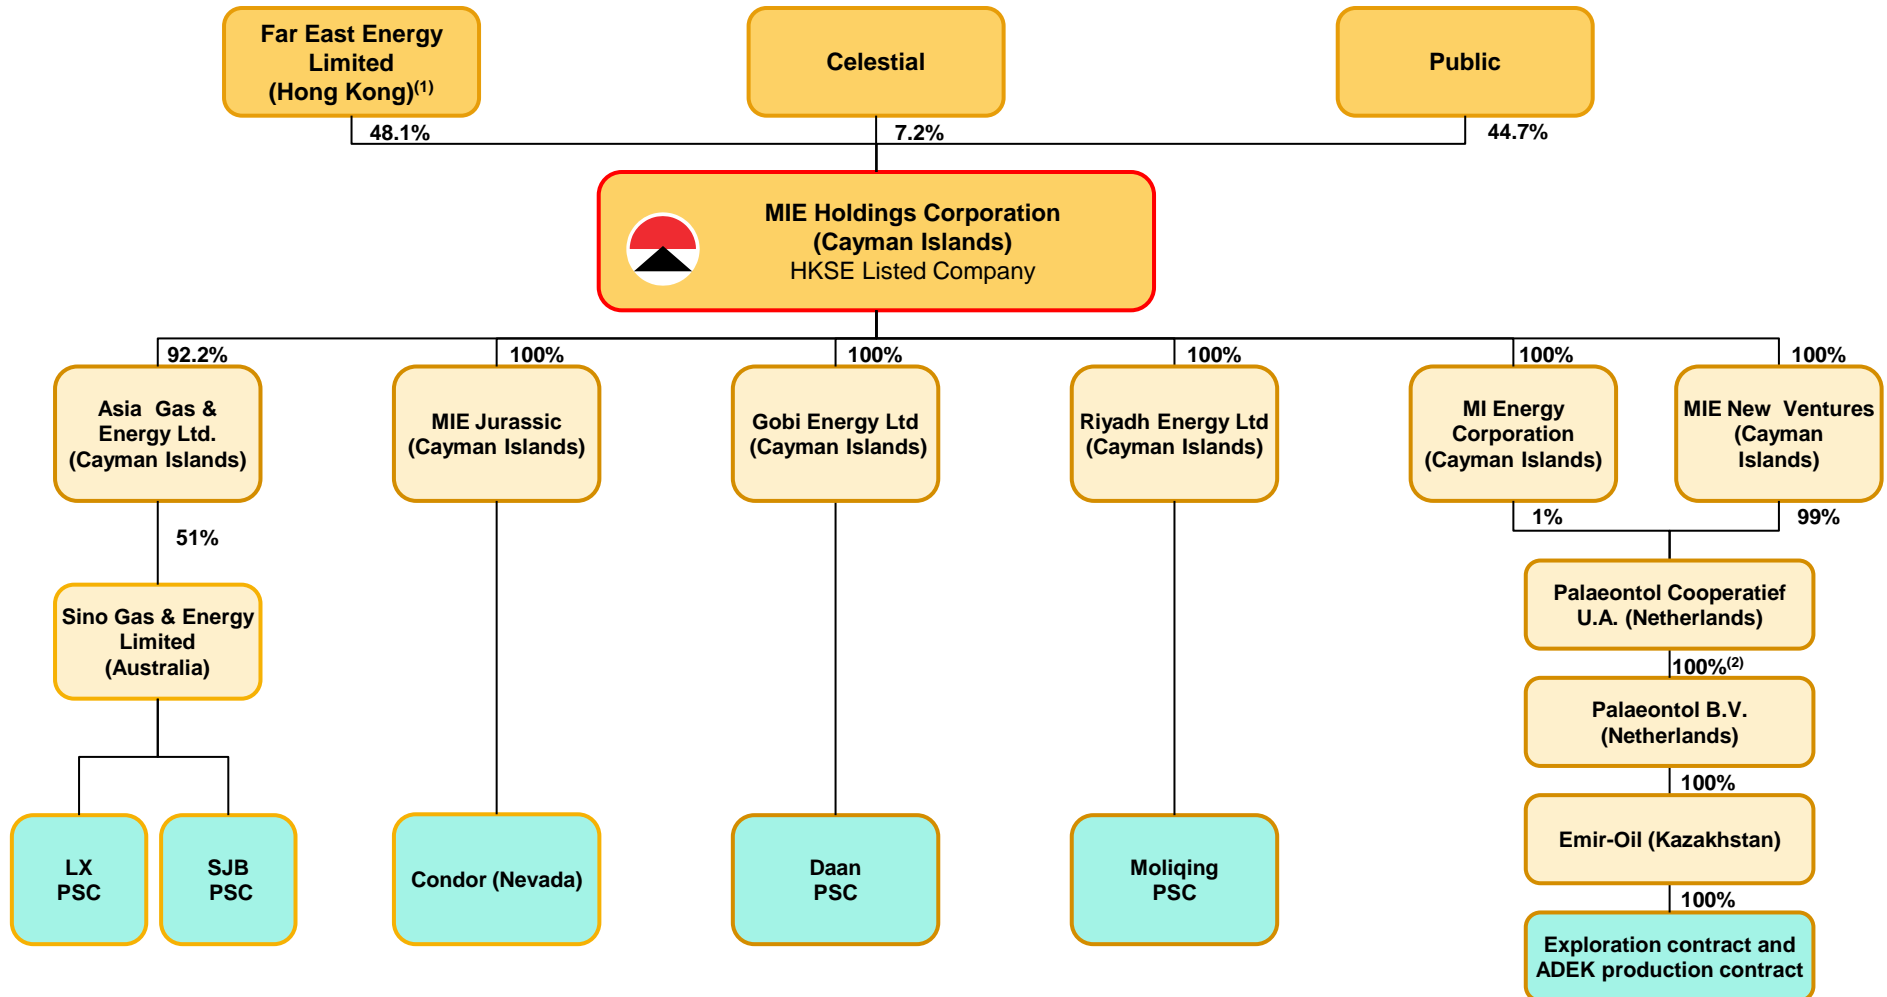 Far East Energy
Limited
(Hong Kong)(1)
Celestial
Public
48.1%
7.2%
44.7%
MIE Holdings Corporation
(Cayman Islands)
HKSE Listed Company
92.2%
100%
100%
100%
100%
100%
Asia Gas &
Energy Ltd.
(Cayman Islands)
MIE Jurassic
(Cayman Islands)
Gobi Energy Ltd
(Cayman Islands)
Riyadh Energy Ltd
(Cayman Islands)
MI Energy
Corporation
(Cayman Islands)
MIE New Ventures
(Cayman
Islands)
51%
1%
99%
Sino Gas & Energy
Limited
(Australia)
Palaeontol Cooperatief
U.A. (Netherlands)
100%(2)
Palaeontol B.V.
(Netherlands)
100%
LX
PSC
SJB
PSC
Condor (Nevada)
Daan
PSC
Moliqing
PSC
Emir-Oil (Kazakhstan)
100%
Exploration contract and
ADEK production contract